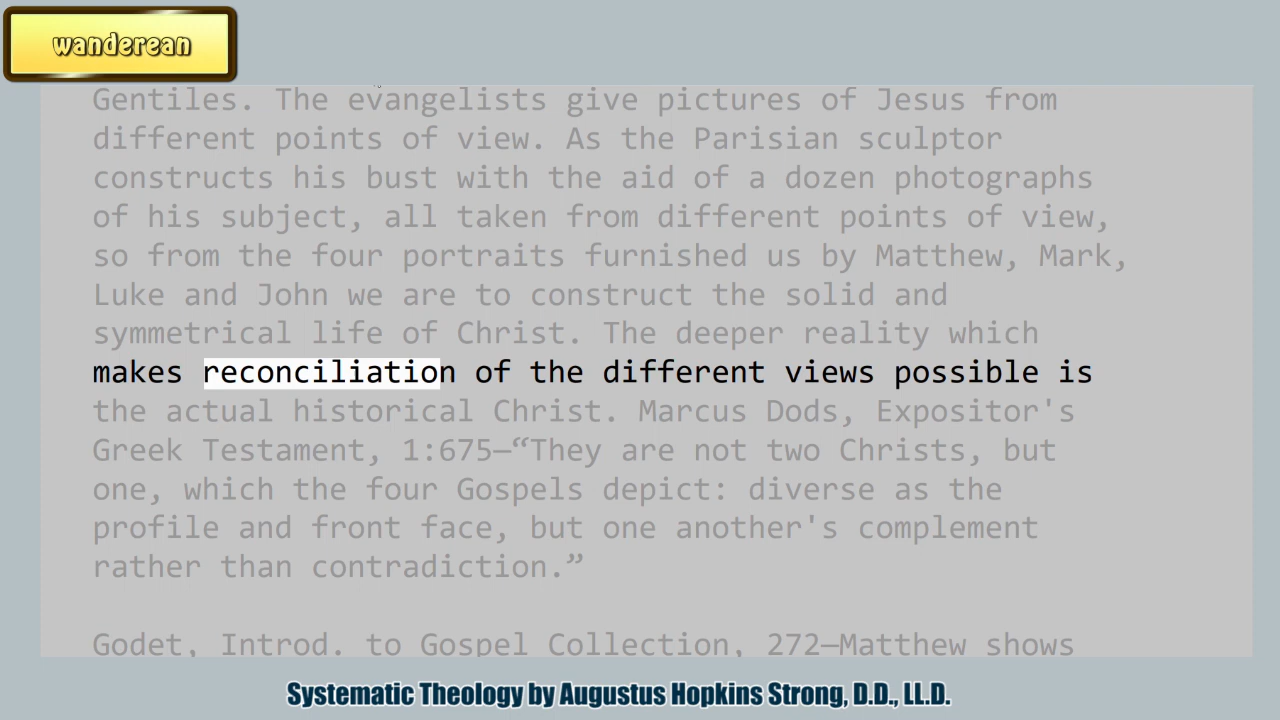 wanderean
Gentiles. The evangelists give pictures of Jesus from
different points of view. As the Parisian sculptor
constructs his bust with the aid of a dozen photographs
of his subject, all taken from different points of view,
so from the four portraits furnished us by Matthew, Mark,
Luke and John we are to construct the solid and
symmetrical life of Christ. The deeper reality which
makes reconciliation of the different views possible is
the actual historical Christ. Marcus Dods, Expositor's
Greek Testament, 1:675—“They are not two Christs, but
one, which the four Gospels depict: diverse as the
profile and front face, but one another's complement
rather than contradiction.”
Godet, Introd. to Gospel Collection, 272—Matthew shows
Systematic Theology by Augustus Hopkins Strong, D.D., LL.D.